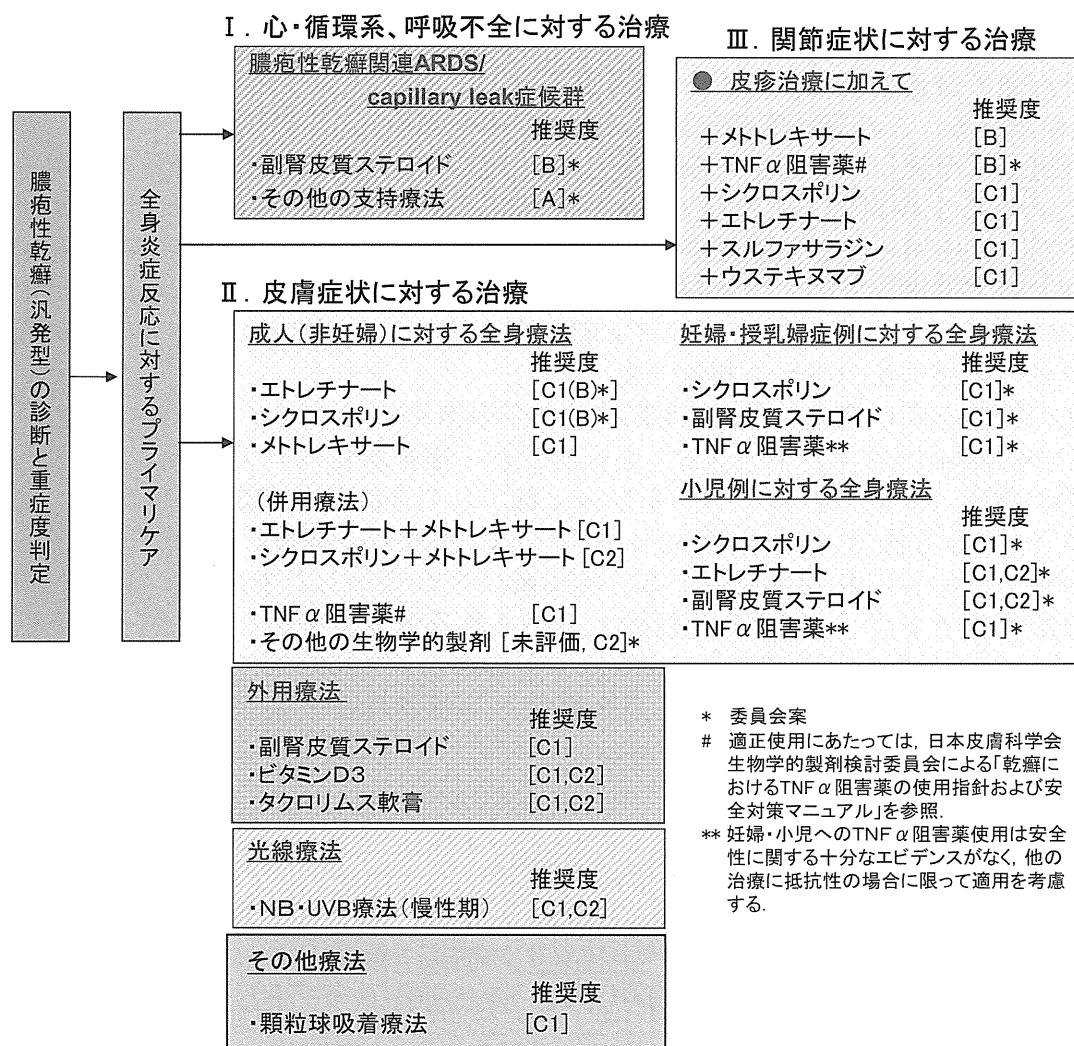 膿疱性乾癬(汎発型)の診断と重症度判定
全身炎症反応に対するプライマリケア
Ⅰ. 心・循環系、呼吸不全に対する治療
膿疱性乾癬関連ARDS/
capillary leak症候群
推奨度
・副腎皮質ステロイド [B]*
・その他の支持療法 [A]*
Ⅲ. 関節症状に対する治療
● 皮疹治療に加えて
推奨度
+メトトレキサート [B]
+TNFα阻害薬# [B]*
+シクロスポリン [C1]
+エトレチナート [C1]
+スルファサラジン [C1]
+ウステキヌマブ [C1]
Ⅱ. 皮膚症状に対する治療
成人(非妊婦)に対する全身療法
推奨度
・エトレチナート [C1(B)*]
・シクロスポリン [C1(B)*]
・メトトレキサート [C1]
(併用療法)
・エトレチナート+メトトレキサート [C1]
・シクロスポリン+メトトレキサート [C2]
・TNFα阻害薬# [C1]
・その他の生物学的製剤 [未評価, C2]*
妊婦・授乳婦症例に対する全身療法
推奨度
・シクロスポリン [C1]*
・副腎皮質ステロイド [C1]*
・TNFα阻害薬** [C1]*
小児例に対する全身療法
推奨度
・シクロスポリン [C1]*
・エトレチナート [C1,C2]*
・副腎皮質ステロイド [C1,C2]*
・TNFα阻害薬** [C1]*
外用療法
推奨度
・副腎皮質ステロイド [C1]
・ビタミンD3 [C1,C2]
・タクロリムス軟膏 [C1,C2]
光線療法
推奨度
・NB・UVB療法(慢性期) [C1,C2]
その他療法
推奨度
・顆粒球吸着療法 [C1]
* 委員会案
# 適正使用にあたっては, 日本皮膚科学会
生物学的製剤検討委員会による「乾癬に
おけるTNFα阻害薬の使用指針および安
全対策マニュアル」を参照.
** 妊婦・小児へのTNFα阻害薬使用は安全
性に関する十分なエビデンスがなく, 他の
治療に抵抗性の場合に限って適用を考慮
する.